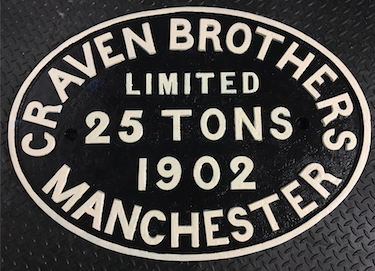 CRAVEN BROTHERS
LIMITED
25 TONS
1902
MANCHESTER